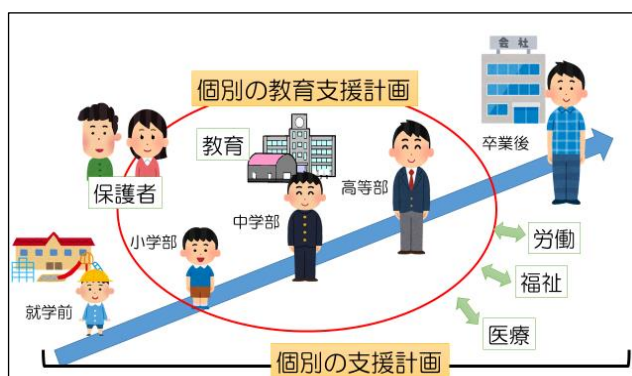 会社
個別の教育支援計画
卒業後
教育
高等部
保護者
中学部
小学部
労働
福祉
就学前
医療
個別の支援計画